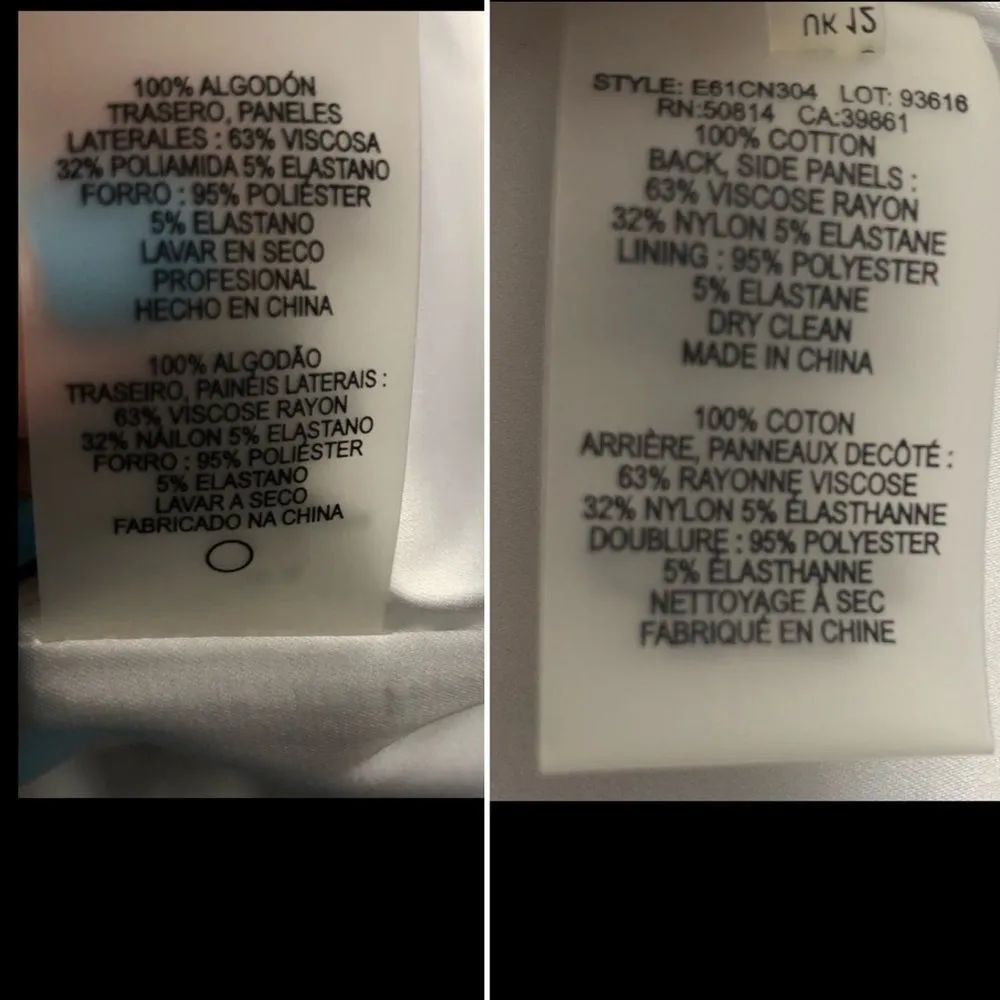 100% ALGODÓN
TRASERO, PANELES
LATERALES : 63% VISCOSA
32% POLIAMIDA 5% ELASTANO
FORRO : 95% POLIÉSTER
5% ELASTANO
LAVAR EN SECO
PROFESIONAL
HECHO EN CHINA
100% ALGODÃO
TRASEIRO, PAINÉIS LATERAIS :
63% VISCOSE RAYON
32% NÁILON 5% ELASTANO
FORRO : 95% POLIÉSTER
5% ELASTANO
LAVAR A SECO
FABRICADO NA CHINA
UK 12
STYLE: E61CN304 LOT: 93616
RN:50814 CA:39861
100% COTTON
BACK, SIDE PANELS :
63% VISCOSE RAYON
32% NYLON 5% ELASTANE
LINING : 95% POLYESTER
5% ELASTANE
DRY CLEAN
MADE IN CHINA
100% COTON
ARRIÈRE, PANNEAUX DECÔTÉ :
63% RAYONNE VISCOSE
32% NYLON 5% ÉLASTHANNE
DOUBLURE : 95% POLYESTER
5% ÉLASTHANNE
NETTOYAGE À SEC
FABRIQUÉ EN CHINE